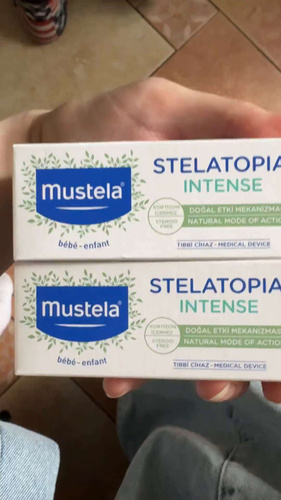 mustela®
bébé - enfant
STELATOPIA
INTENSE
KORTİZON
İÇERMEZ
STEROID
FREE
DOĞAL ETKİ MEKANİZMAS
NATURAL MODE OF ACTIO
TIBBİ CİHAZ - MEDICAL DEVICE
mustela®
bébé - enfant
STELATOPIA
INTENSE
KORTİZON
İÇERMEZ
STEROID
FREE
DOĞAL ETKİ MEKANİZMAS
NATURAL MODE OF ACTIO
TIBBİ CİHAZ - MEDICAL DEVICE